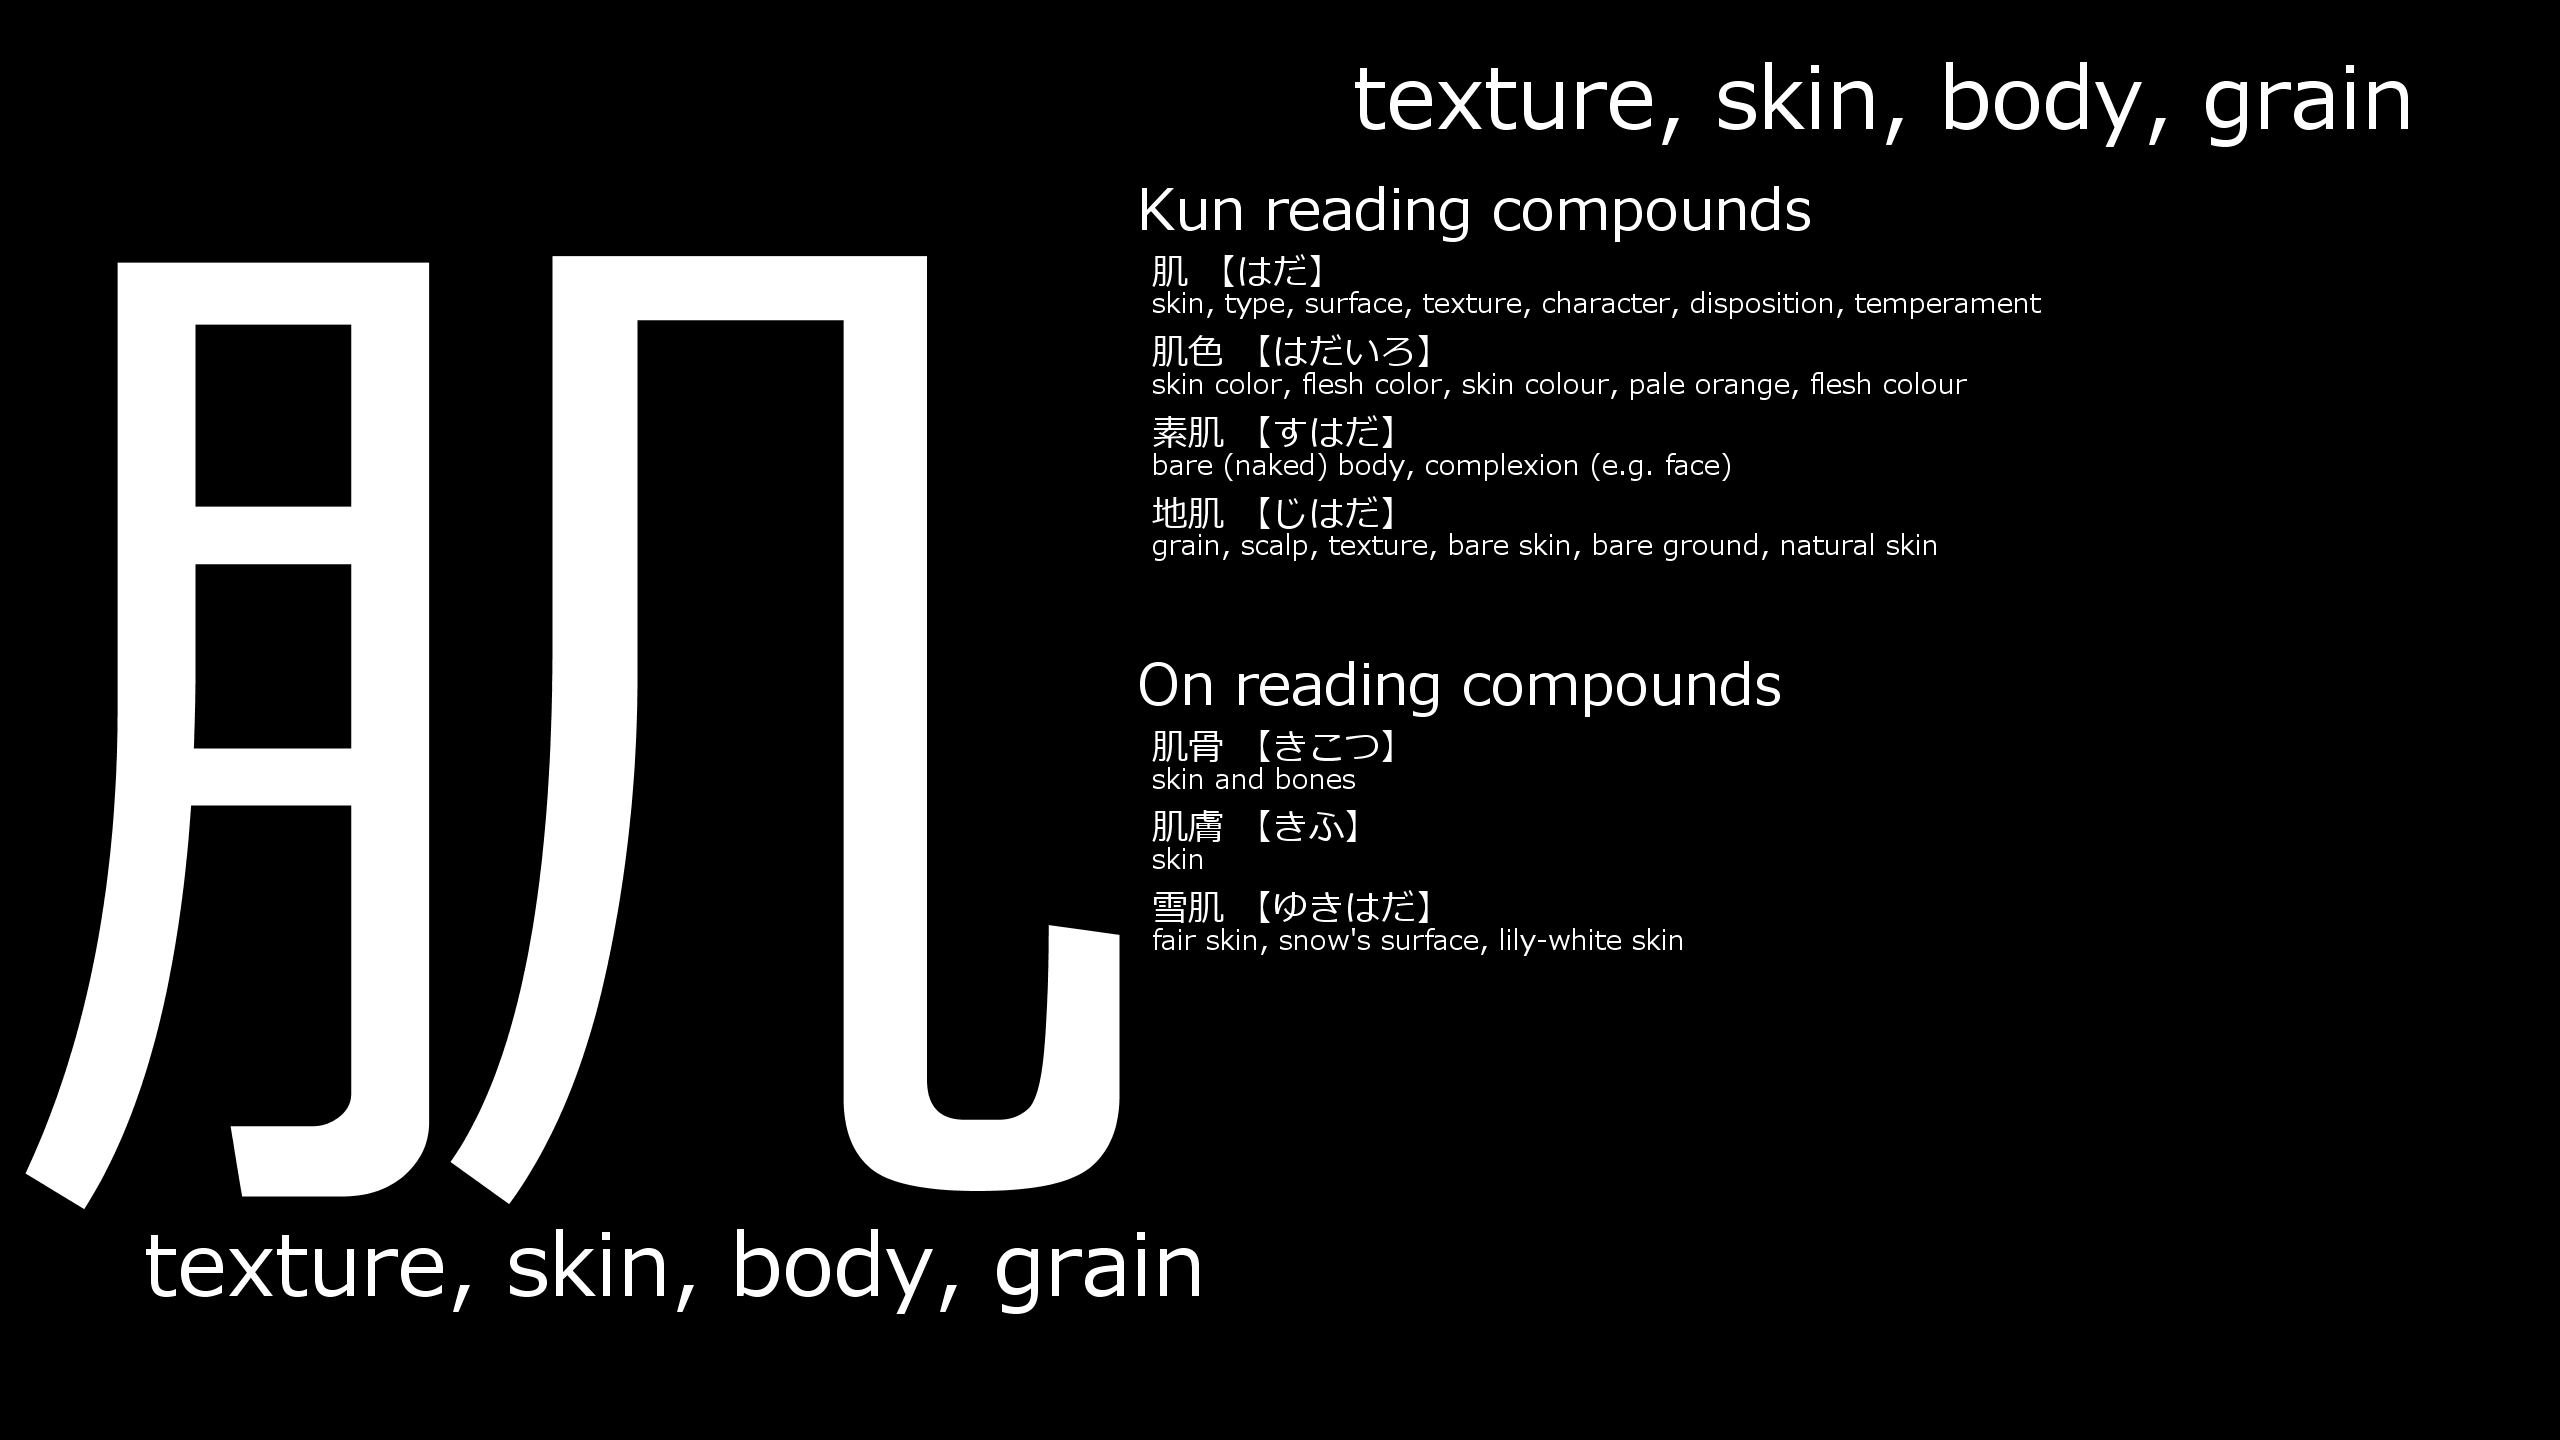 肌
texture, skin, body, grain
texture, skin, body, grain
Kun reading compounds
肌 【はだ】
skin, type, surface, texture, character, disposition, temperament
肌色 【はだいろ】
skin color, flesh color, skin colour, pale orange, flesh colour
素肌 【すはだ】
bare (naked) body, complexion (e.g. face)
地肌 【じはだ】
grain, scalp, texture, bare skin, bare ground, natural skin
On reading compounds
肌骨 【きこつ】
skin and bones
肌膚 【きふ】
skin
雪肌 【ゆきはだ】
fair skin, snow's surface, lily-white skin